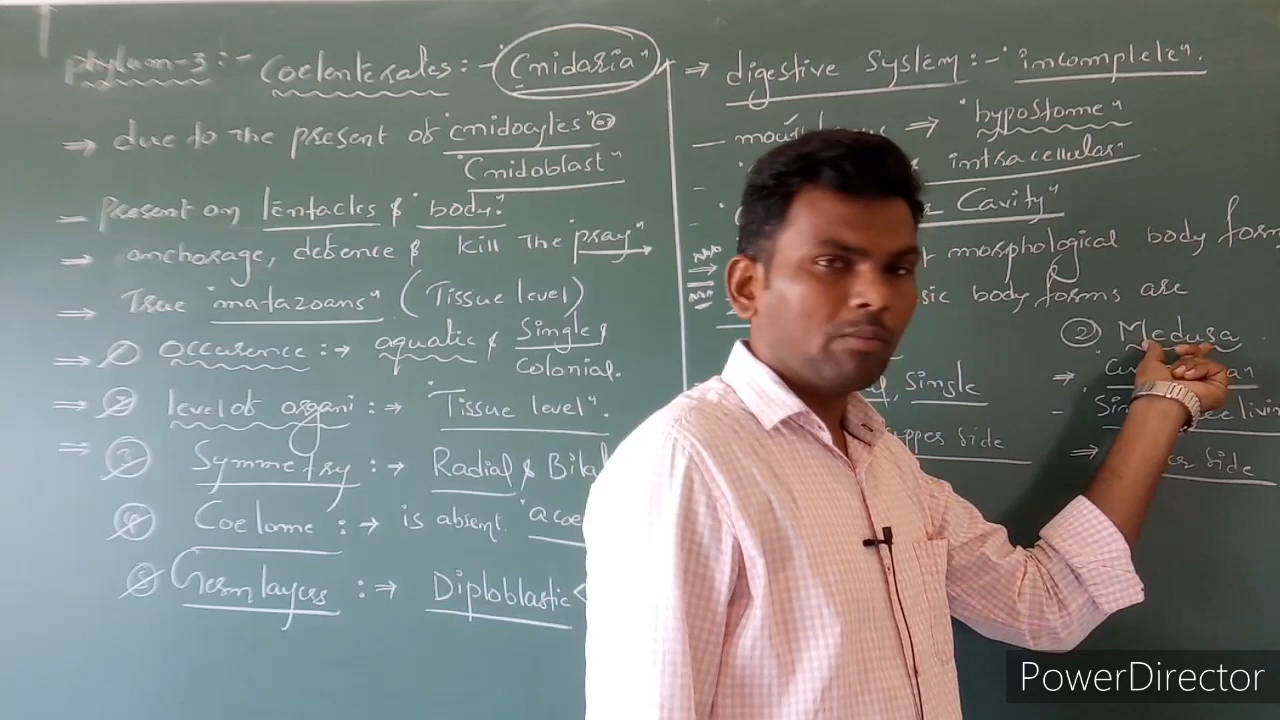 phylum-3:- Coelenterates:- "Cnidaria"
→ due to the present of "cnidocytes" or
"Cnidoblast"
- present on tentacles & "body."
⇒ anchorage, defence & kill the pray"
⇒ True "matazoans" (Tissue level)
⇒ 1 Occurence :→ aquatic & Single &
colonial.
⇒ 2 level of organi :→ "Tissue level".
⇒ 3 Symmetry :→ Radial & Bilat
4 Coelome :→ is absent. "acoe
5 Germ layers :⇒ Diploblastic <
⇒ digestive System :- "incomplete".
- ⇒ "hypostome"
intracellular"
Cavity"
morphological body form
body forms are
② Medusa
, Single
⇒ upper side
- livin
⇒ side
PowerDirector